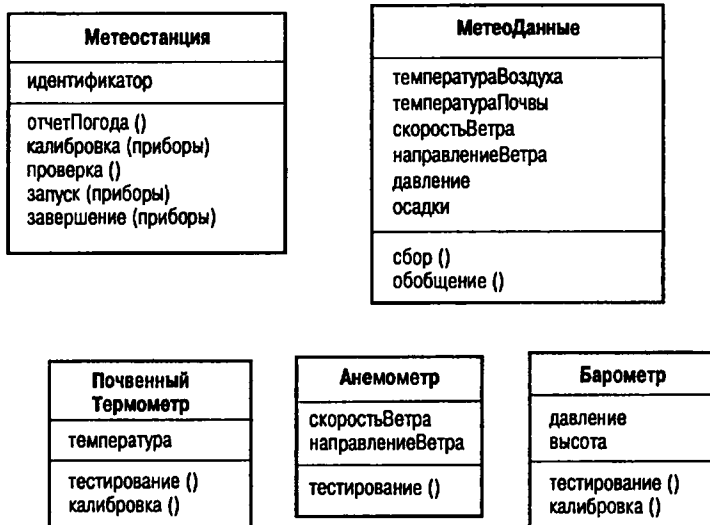 Метеостанция
идентификатор
отчетПогода ()
калибровка (приборы)
проверка ()
запуск (приборы)
завершение (приборы)
МетеоДанные
температураВоздуха
температураПочвы
скоростьВетра
направлениеВетра
давление
осадки
сбор ()
обобщение ()
Почвенный
Термометр
температура
тестирование ()
калибровка ()
Анемометр
скоростьВетра
направлениеВетра
тестирование ()
Барометр
давление
высота
тестирование ()
калибровка ()